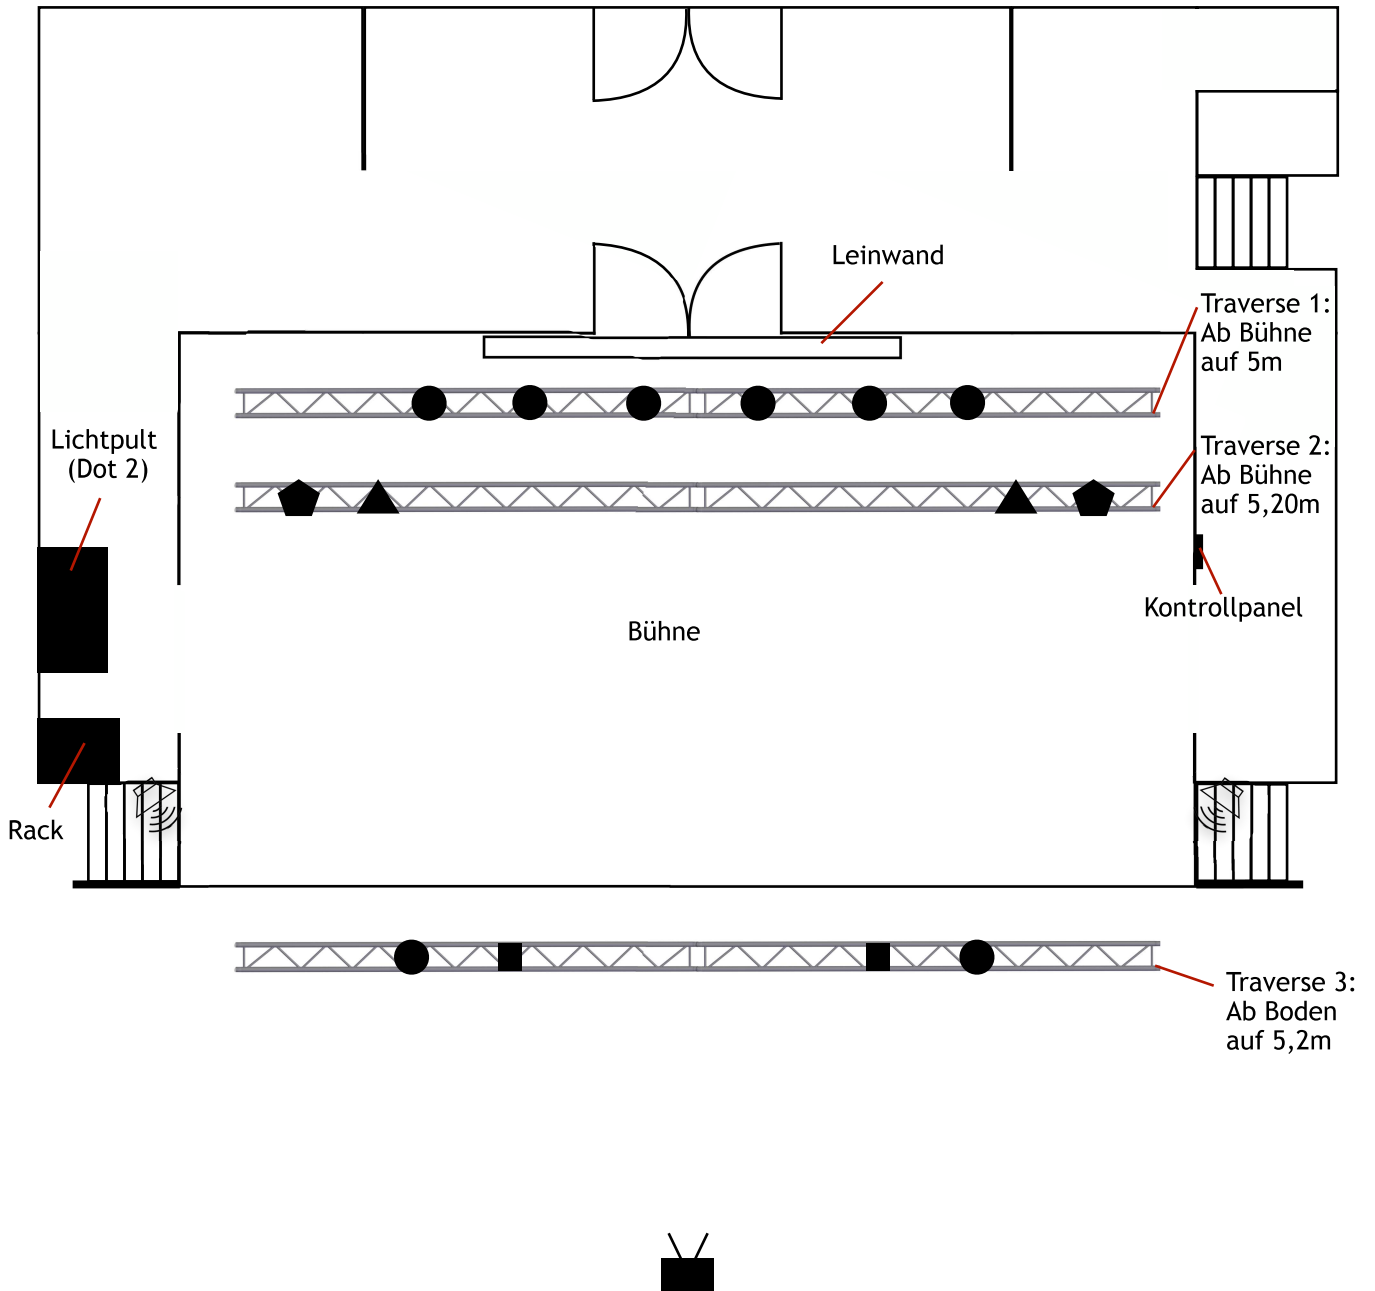 Leinwand
Traverse 1:
Ab Bühne
auf 5m
Lichtpult
(Dot 2)
Traverse 2:
Ab Bühne
auf 5,20m
Kontrollpanel
Bühne
Rack
Traverse 3:
Ab Boden
auf 5,2m